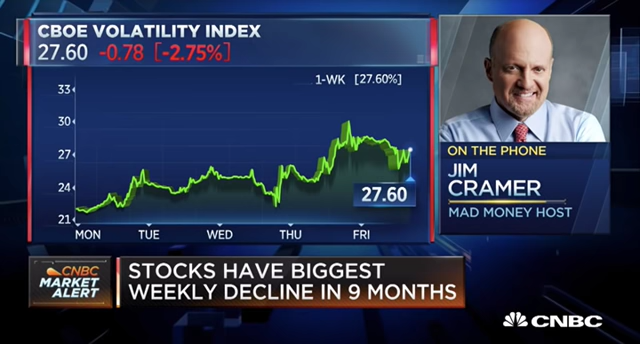 CBOE VOLATILITY INDEX
27.60 -0.78 [-2.75%]
1-WK [27.60%]
33
30
27
24
21
27.60
MON TUE WED THU FRI
ON THE PHONE
JIM
CRAMER
MAD MONEY HOST
CNBC
MARKET
ALERT
STOCKS HAVE BIGGEST
WEEKLY DECLINE IN 9 MONTHS
CNBC